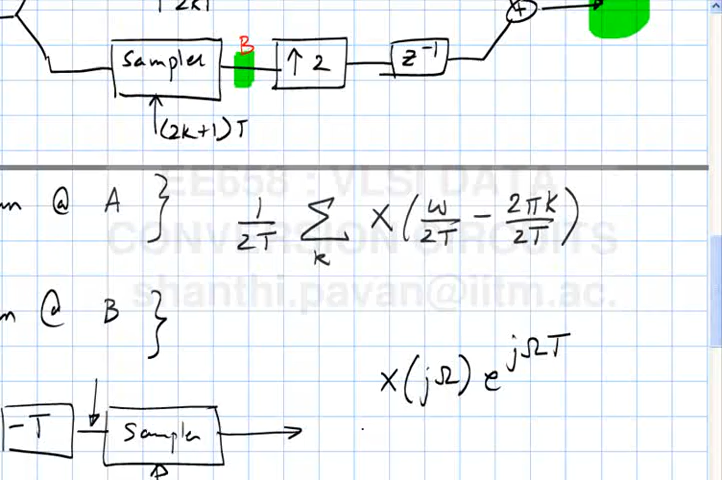 2kT
Sampler B ↑ 2 z⁻¹ +
(2k+1)T
EE658 : VLSI DATA
CONVERSION CIRCUITS
shanthi.pavan@iitm.ac.
m @ A } 1/2T ∑_k X(ω/2T − 2πk/2T)
m @ B }
X(jΩ) e^{jΩT}
-T Sampler